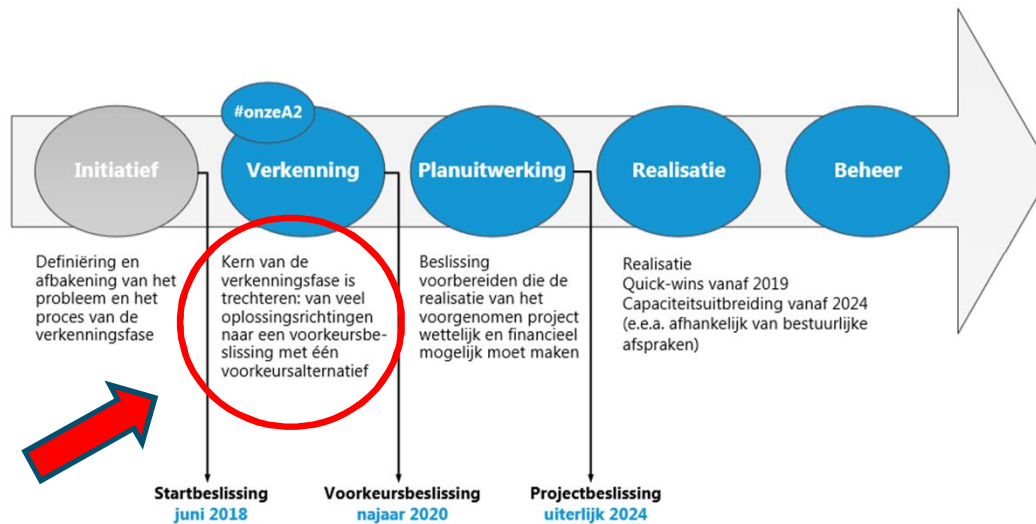 #onzeA2
Initiatief
Verkenning
Planuitwerking
Realisatie
Beheer
Definiëring en
afbakening van het
probleem en het
proces van de
verkenningsfase
Kern van de
verkenningsfase is
trechteren: van veel
oplossingsrichtingen
naar een voorkeursbe-
slissing met één
voorkeursalternatief
Beslissing
voorbereiden die de
realisatie van het
voorgenomen project
wettelijk en financieel
mogelijk moet maken
Realisatie
Quick-wins vanaf 2019
Capaciteitsuitbreiding vanaf 2024
(e.e.a. afhankelijk van bestuurlijke
afspraken)
Startbeslissing
juni 2018
Voorkeursbeslissing
najaar 2020
Projectbeslissing
uiterlijk 2024